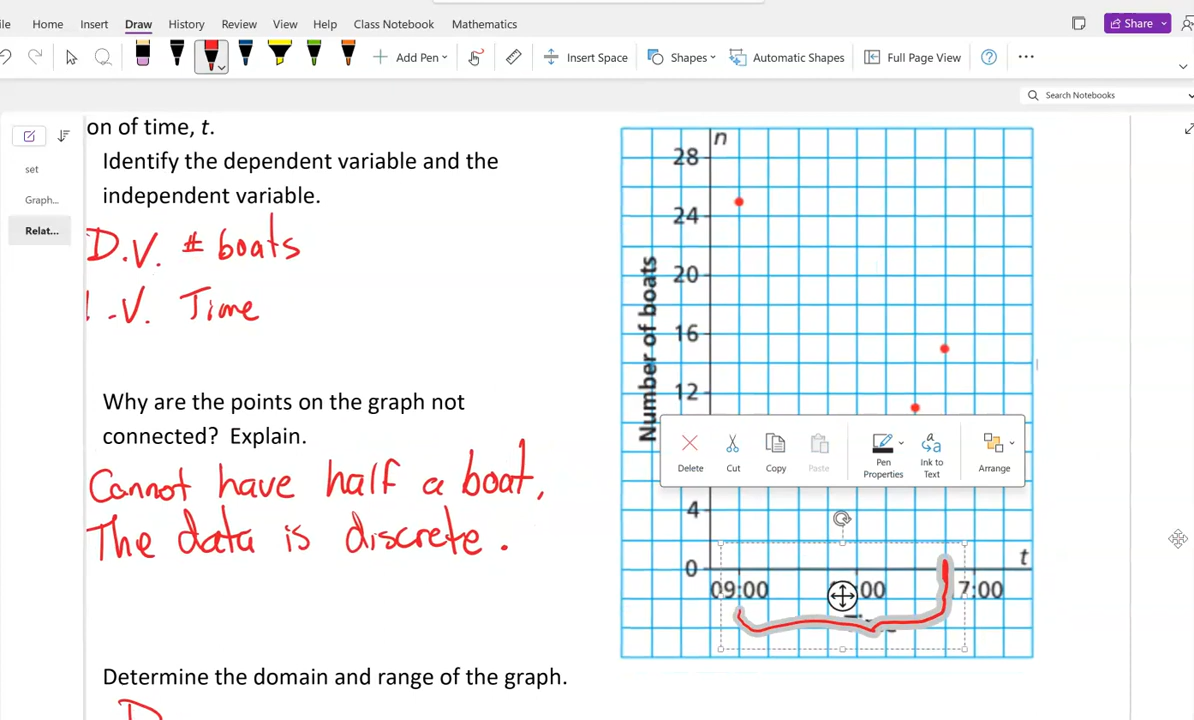 ile Home Insert Draw History Review View Help Class Notebook Mathematics Share
Add Pen Insert Space Shapes Automatic Shapes Full Page View
Search Notebooks
set
Graph...
Relat...
on of time, t.
Identify the dependent variable and the
independent variable.
D.V. # boats
I.V. Time
Why are the points on the graph not
connected? Explain.
Cannot have half a boat,
The data is discrete.
Determine the domain and range of the graph.
D
n
28
24
20
16
12
4
0
Number of boats
t
09:00 :00 17:00
Delete Cut Copy Paste Pen Properties Ink to Text Arrange